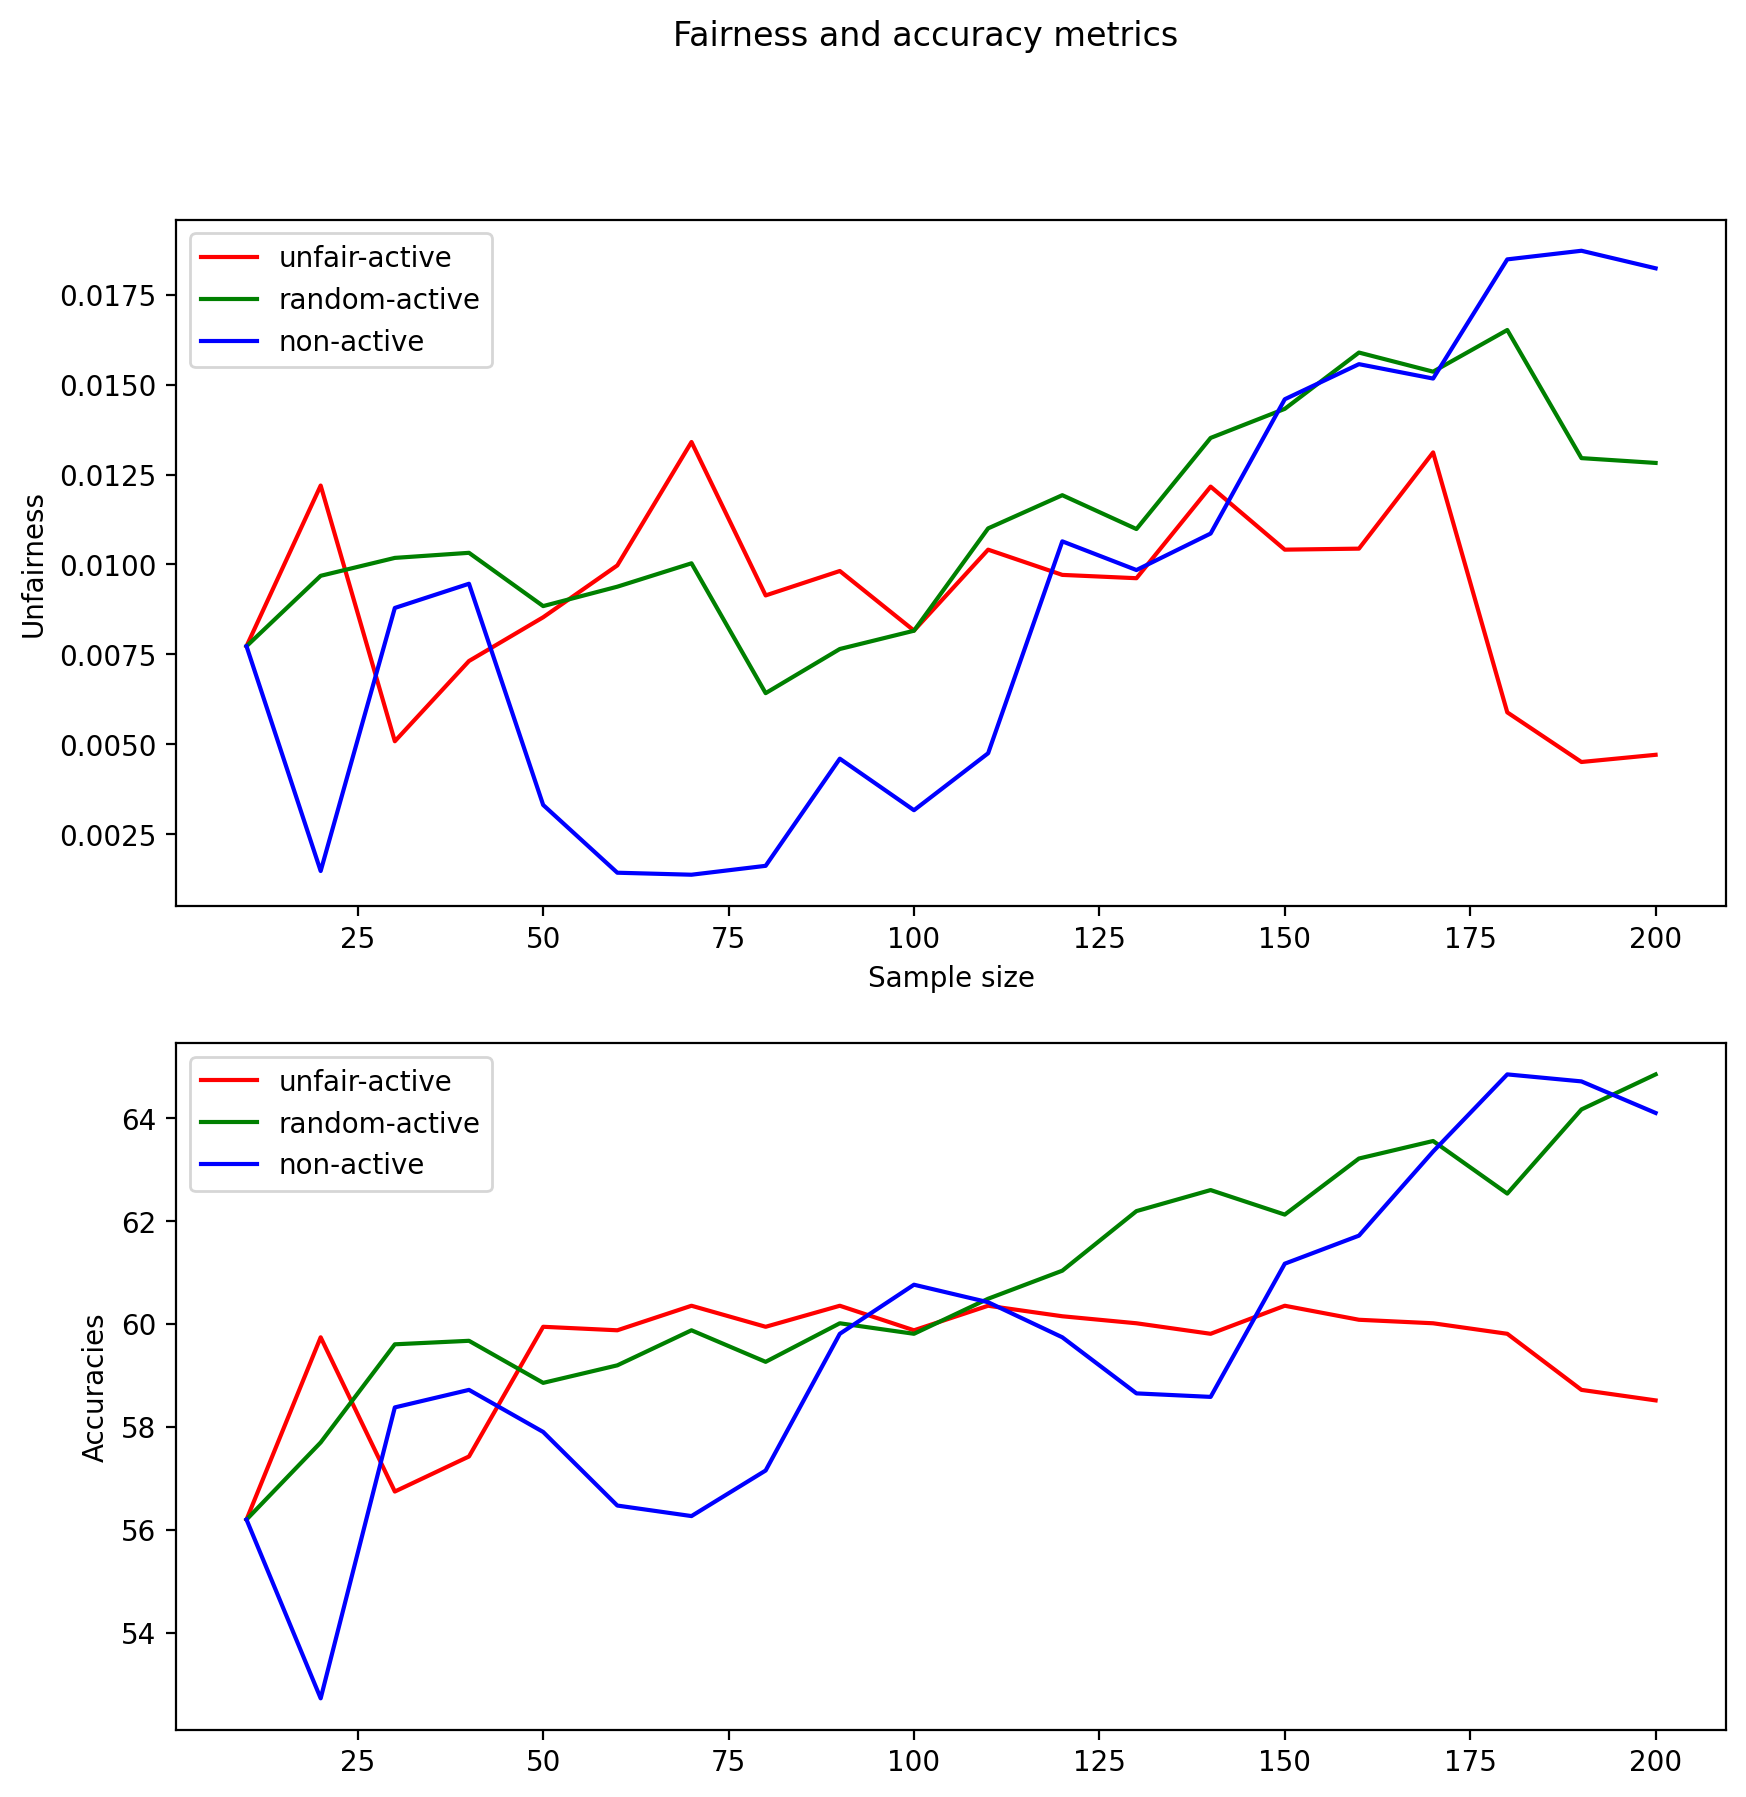 Fairness and accuracy metrics
unfair-active
random-active
non-active
0.0175
0.0150
0.0125
0.0100
0.0075
0.0050
0.0025
Unfairness
25 50 75 100 125 150 175 200
Sample size
unfair-active
random-active
non-active
64
62
60
58
56
54
Accuracies
25 50 75 100 125 150 175 200